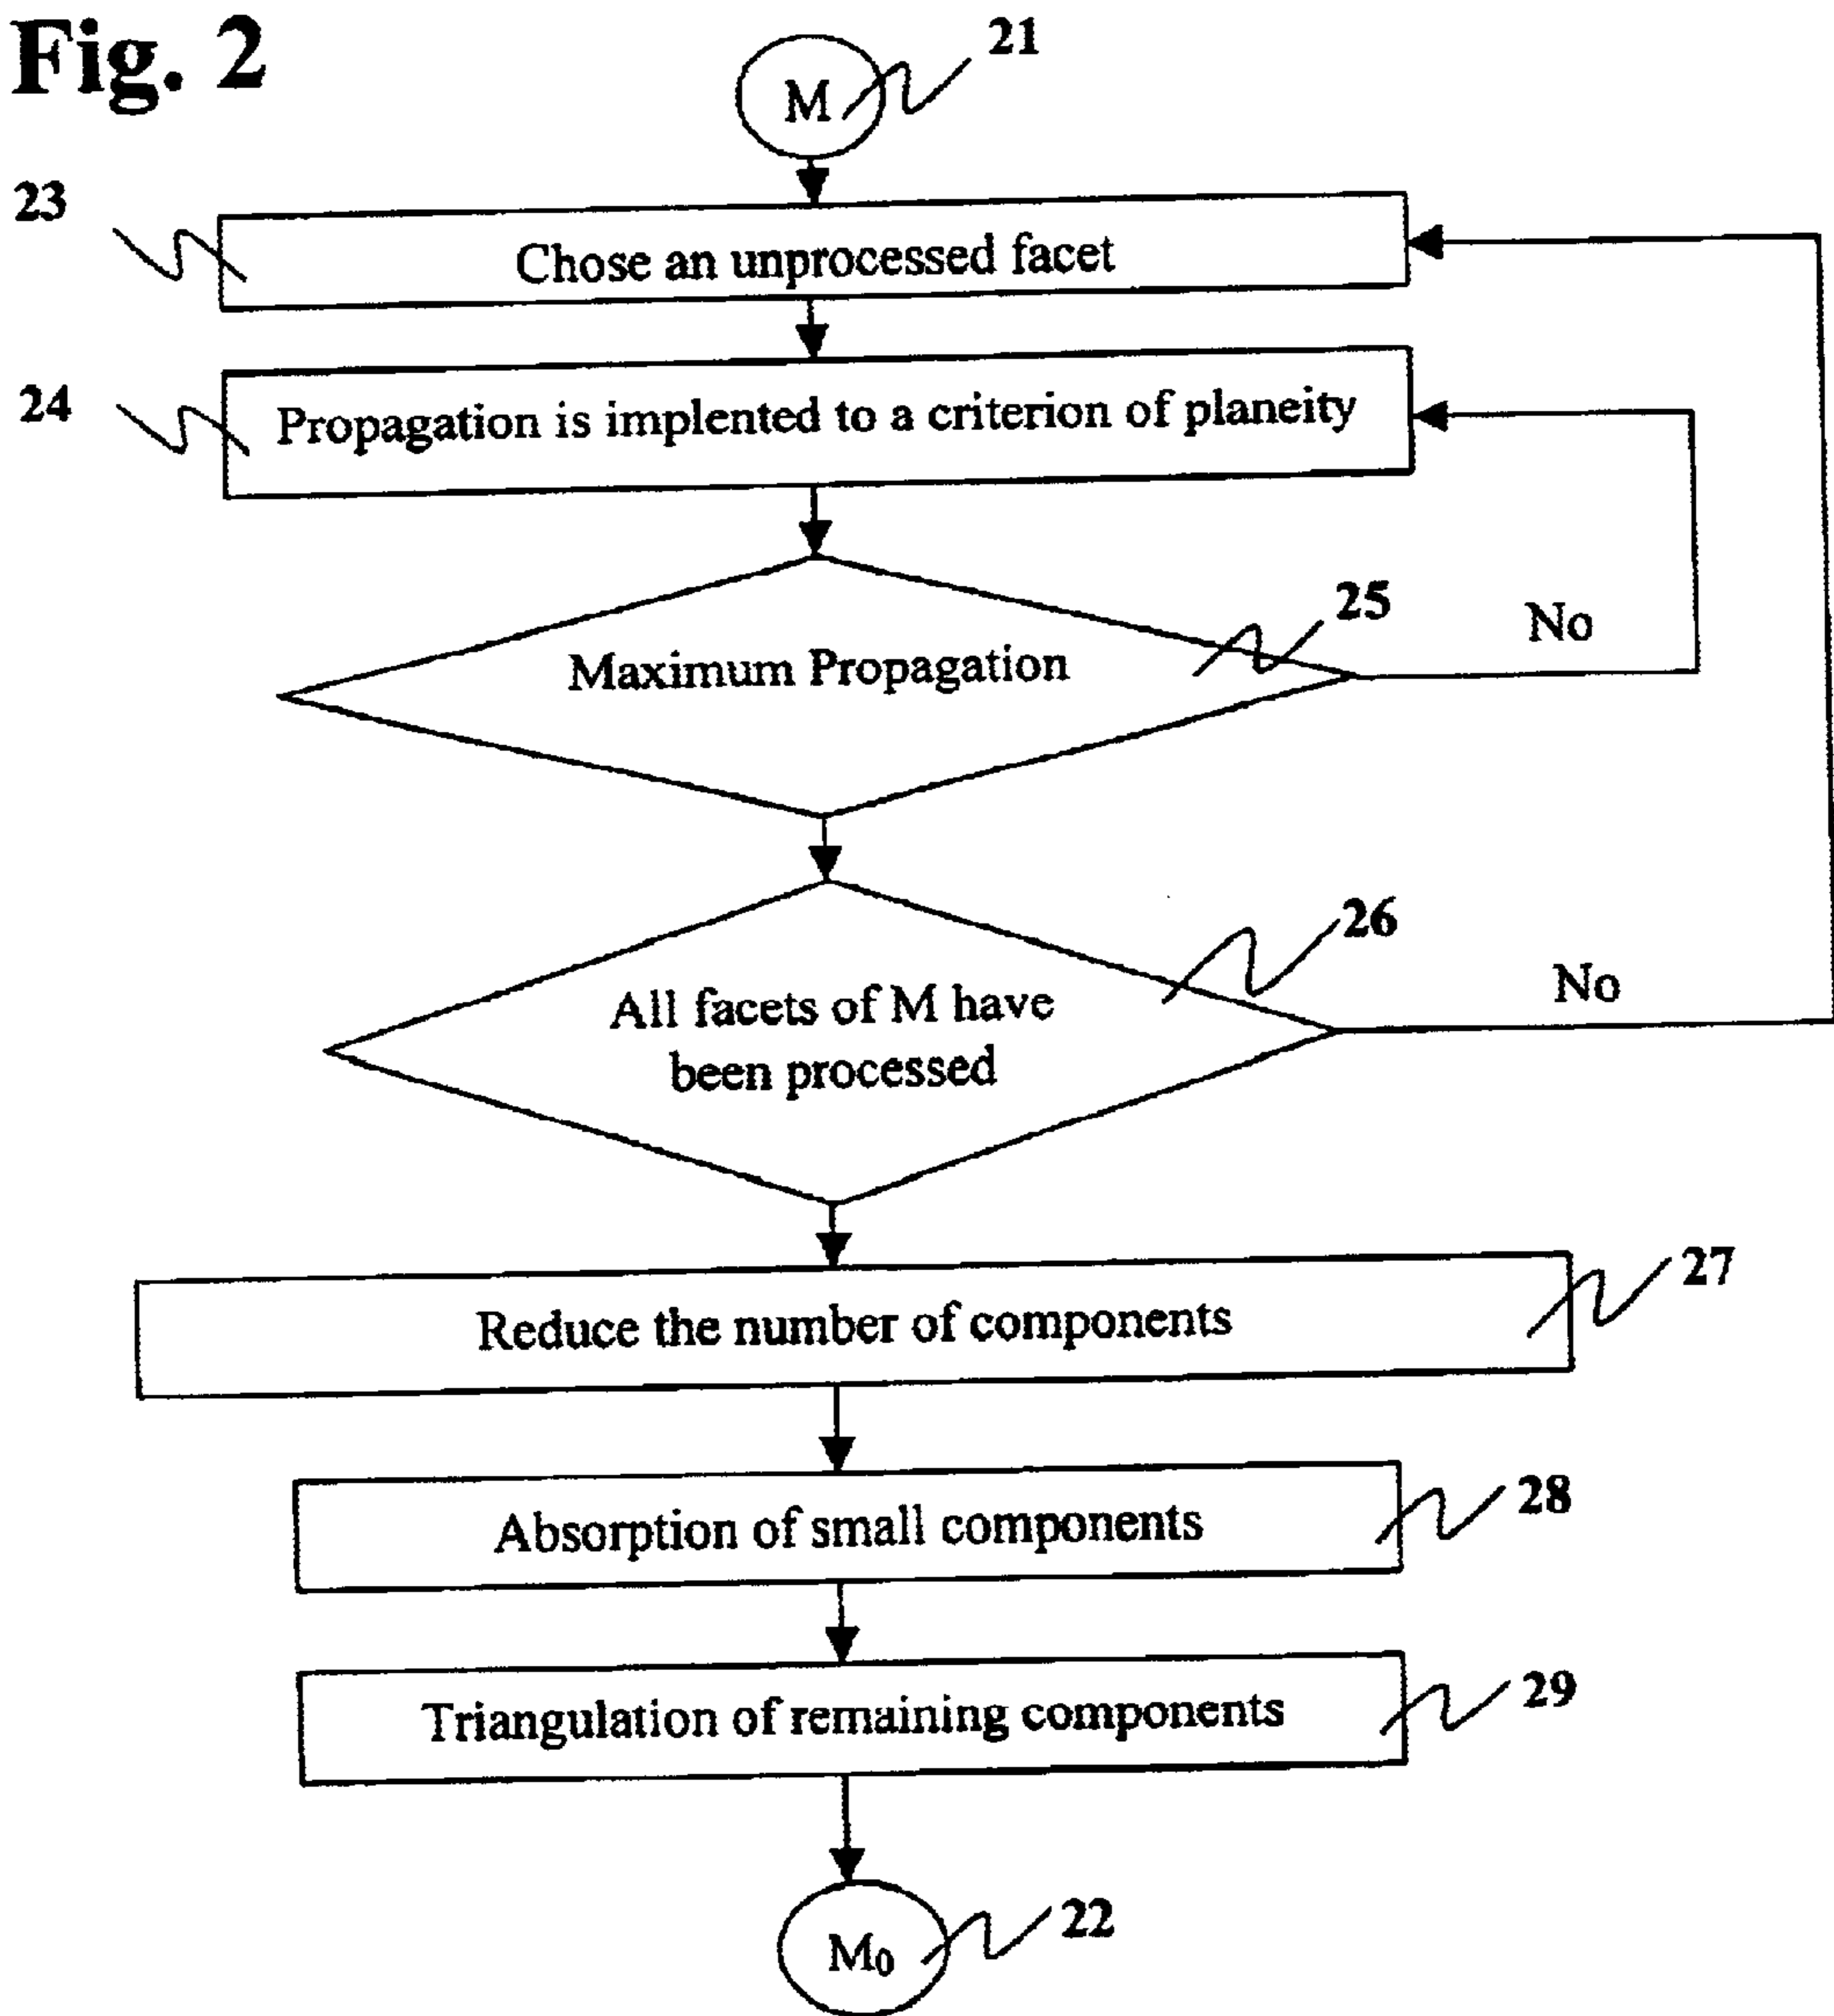 Fig. 2
21
M
23
Chose an unprocessed facet
24
Propagation is implented to a criterion of planeity
25
No
Maximum Propagation
26
No
All facets of M have
been processed
27
Reduce the number of components
28
Absorption of small components
29
Triangulation of remaining components
22
M₀